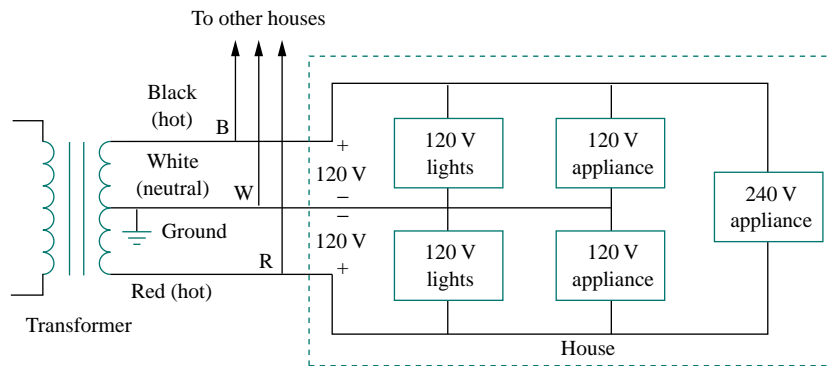 To other houses
Black
(hot)
B
White
(neutral)
W
Ground
R
Red (hot)
Transformer
+
120 V
–
–
120 V
+
120 V
lights
120 V
appliance
240 V
appliance
120 V
lights
120 V
appliance
House